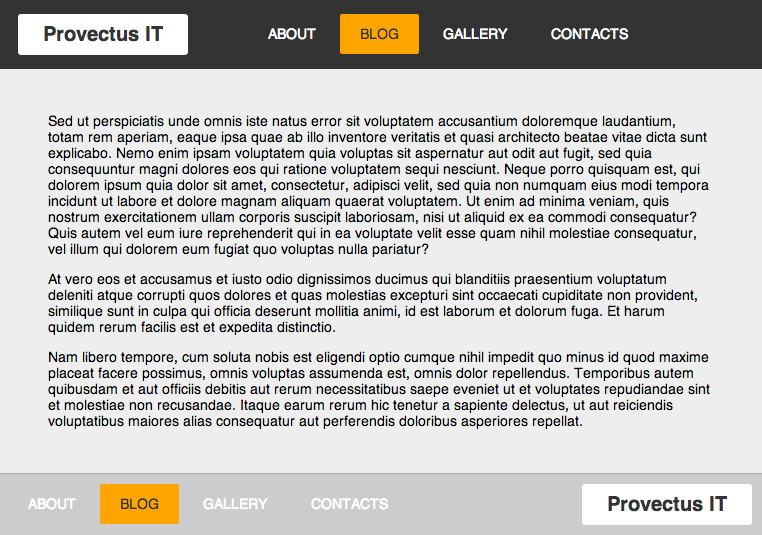 Provectus IT
ABOUT BLOG GALLERY CONTACTS
Sed ut perspiciatis unde omnis iste natus error sit voluptatem accusantium doloremque laudantium,
totam rem aperiam, eaque ipsa quae ab illo inventore veritatis et quasi architecto beatae vitae dicta sunt
explicabo. Nemo enim ipsam voluptatem quia voluptas sit aspernatur aut odit aut fugit, sed quia
consequuntur magni dolores eos qui ratione voluptatem sequi nesciunt. Neque porro quisquam est, qui
dolorem ipsum quia dolor sit amet, consectetur, adipisci velit, sed quia non numquam eius modi tempora
incidunt ut labore et dolore magnam aliquam quaerat voluptatem. Ut enim ad minima veniam, quis
nostrum exercitationem ullam corporis suscipit laboriosam, nisi ut aliquid ex ea commodi consequatur?
Quis autem vel eum iure reprehenderit qui in ea voluptate velit esse quam nihil molestiae consequatur,
vel illum qui dolorem eum fugiat quo voluptas nulla pariatur?
At vero eos et accusamus et iusto odio dignissimos ducimus qui blanditiis praesentium voluptatum
deleniti atque corrupti quos dolores et quas molestias excepturi sint occaecati cupiditate non provident,
similique sunt in culpa qui officia deserunt mollitia animi, id est laborum et dolorum fuga. Et harum
quidem rerum facilis est et expedita distinctio.
Nam libero tempore, cum soluta nobis est eligendi optio cumque nihil impedit quo minus id quod maxime
placeat facere possimus, omnis voluptas assumenda est, omnis dolor repellendus. Temporibus autem
quibusdam et aut officiis debitis aut rerum necessitatibus saepe eveniet ut et voluptates repudiandae sint
et molestiae non recusandae. Itaque earum rerum hic tenetur a sapiente delectus, ut aut reiciendis
voluptatibus maiores alias consequatur aut perferendis doloribus asperiores repellat.
ABOUT BLOG GALLERY CONTACTS
Provectus IT